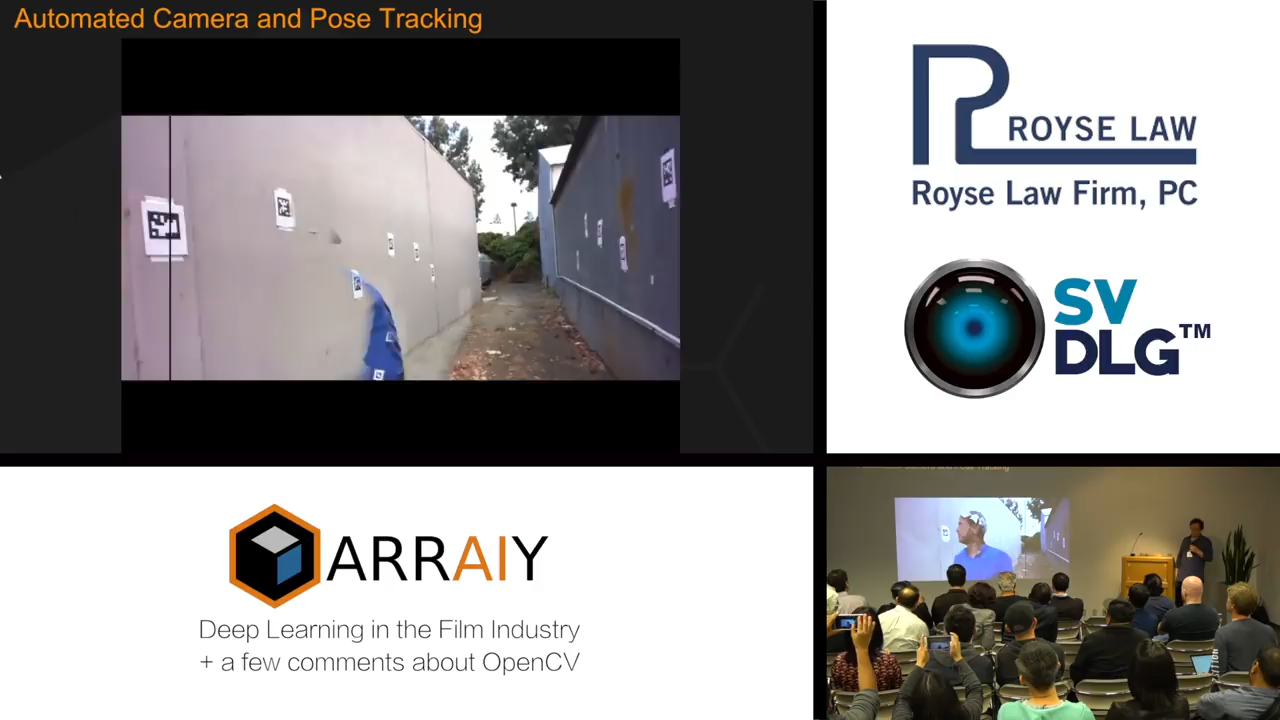 Automated Camera and Pose Tracking
ROYSE LAW
Royse Law Firm, PC
SV
DLG™
ARRAIY
Deep Learning in the Film Industry
+ a few comments about OpenCV
Tracking